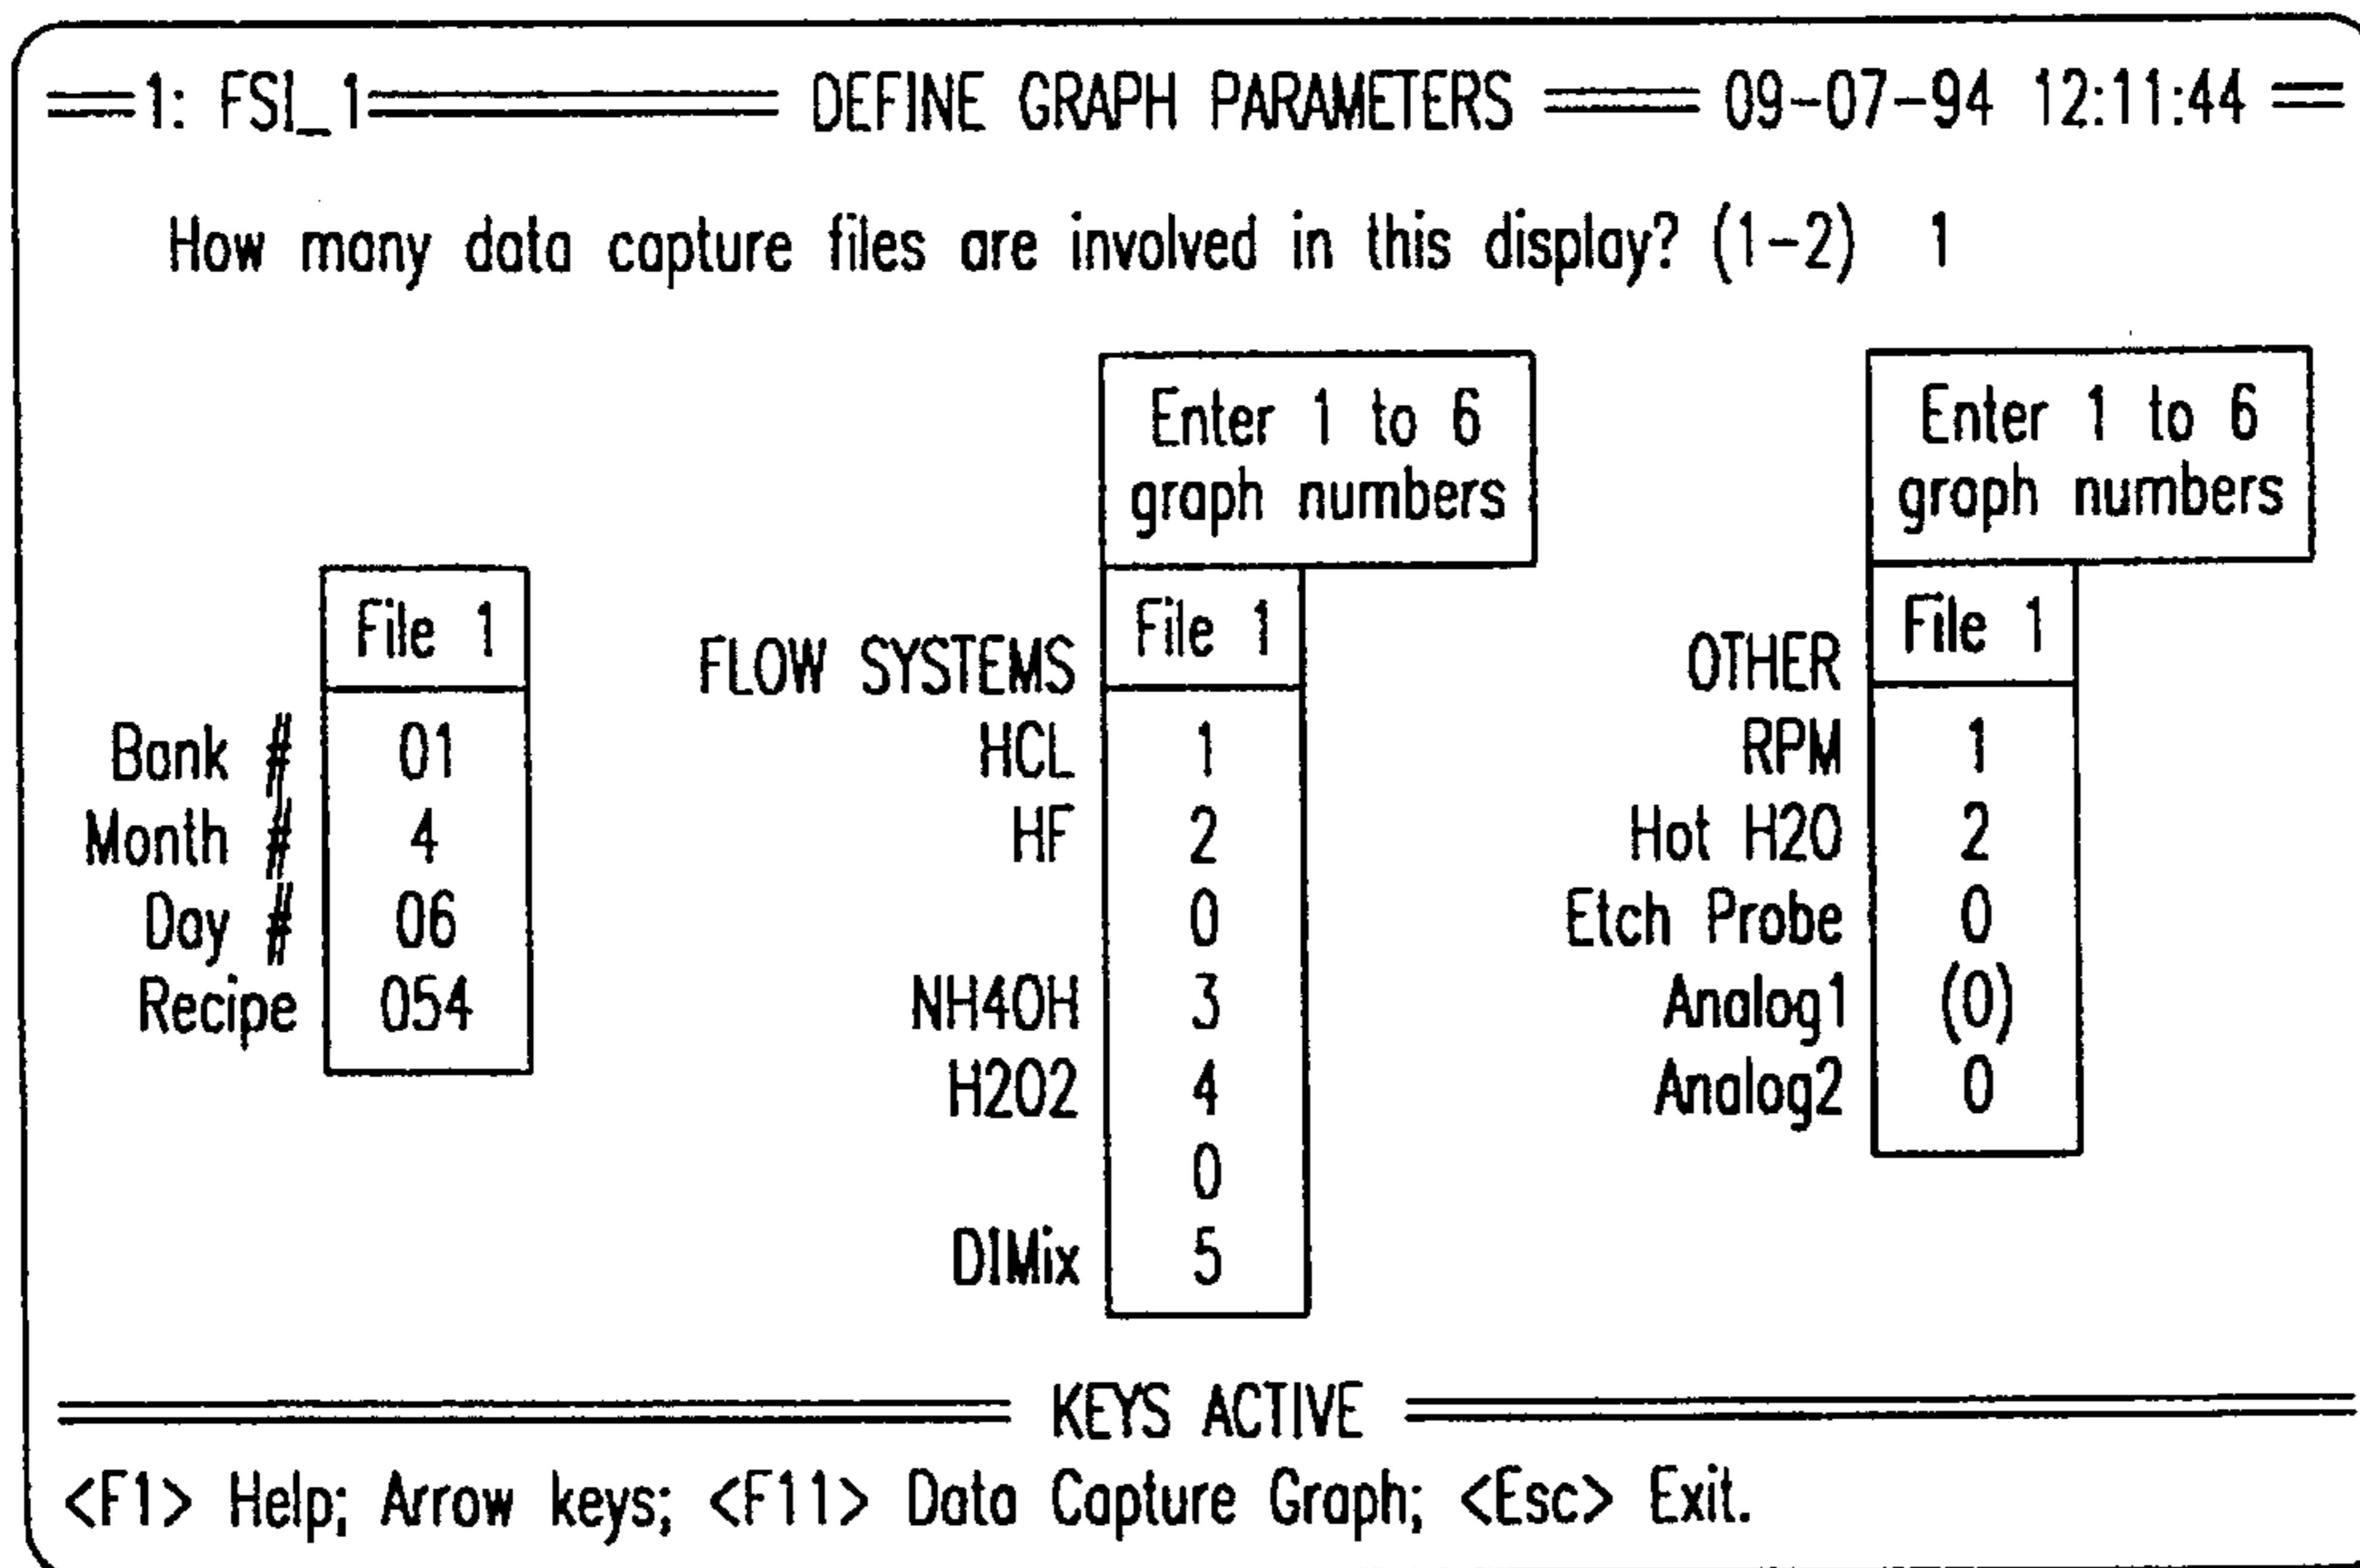 1: FSI_1 DEFINE GRAPH PARAMETERS 09-07-94 12:11:44
How many data capture files are involved in this display? (1-2) 1
Enter 1 to 6 graph numbers
Enter 1 to 6 graph numbers
File 1
Bank # 01
Month # 4
Day # 06
Recipe 054
FLOW SYSTEMS File 1
HCL 1
HF 2
0
NH4OH 3
H2O2 4
0
DIMix 5
OTHER File 1
RPM 1
Hot H2O 2
Etch Probe 0
Analog1 (0)
Analog2 0
KEYS ACTIVE
<F1> Help; Arrow keys; <F11> Data Capture Graph; <Esc> Exit.